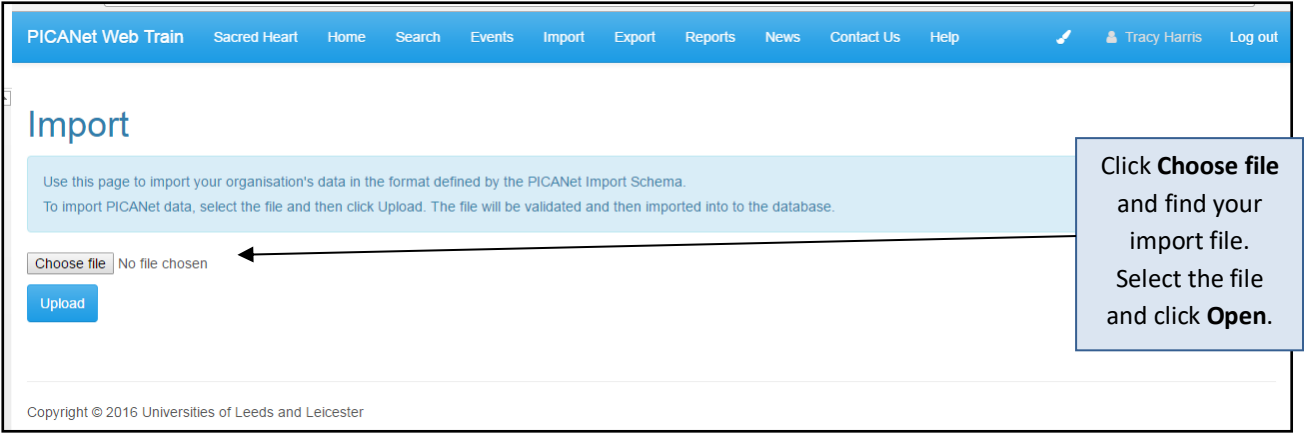 PICANet Web Train Sacred Heart Home Search Events Import Export Reports News Contact Us Help Tracy Harris Log out
Import
Use this page to import your organisation's data in the format defined by the PICANet Import Schema.
To import PICANet data, select the file and then click Upload. The file will be validated and then imported into to the database.
Click Choose file
and find your
import file.
Select the file
and click Open.
Choose file No file chosen
Upload
Copyright © 2016 Universities of Leeds and Leicester